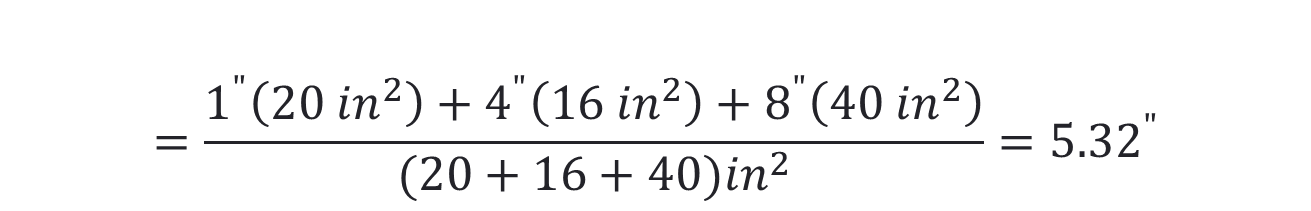 = 1"(20 in²) + 4"(16 in²) + 8"(40 in²) / (20 + 16 + 40)in² = 5.32"